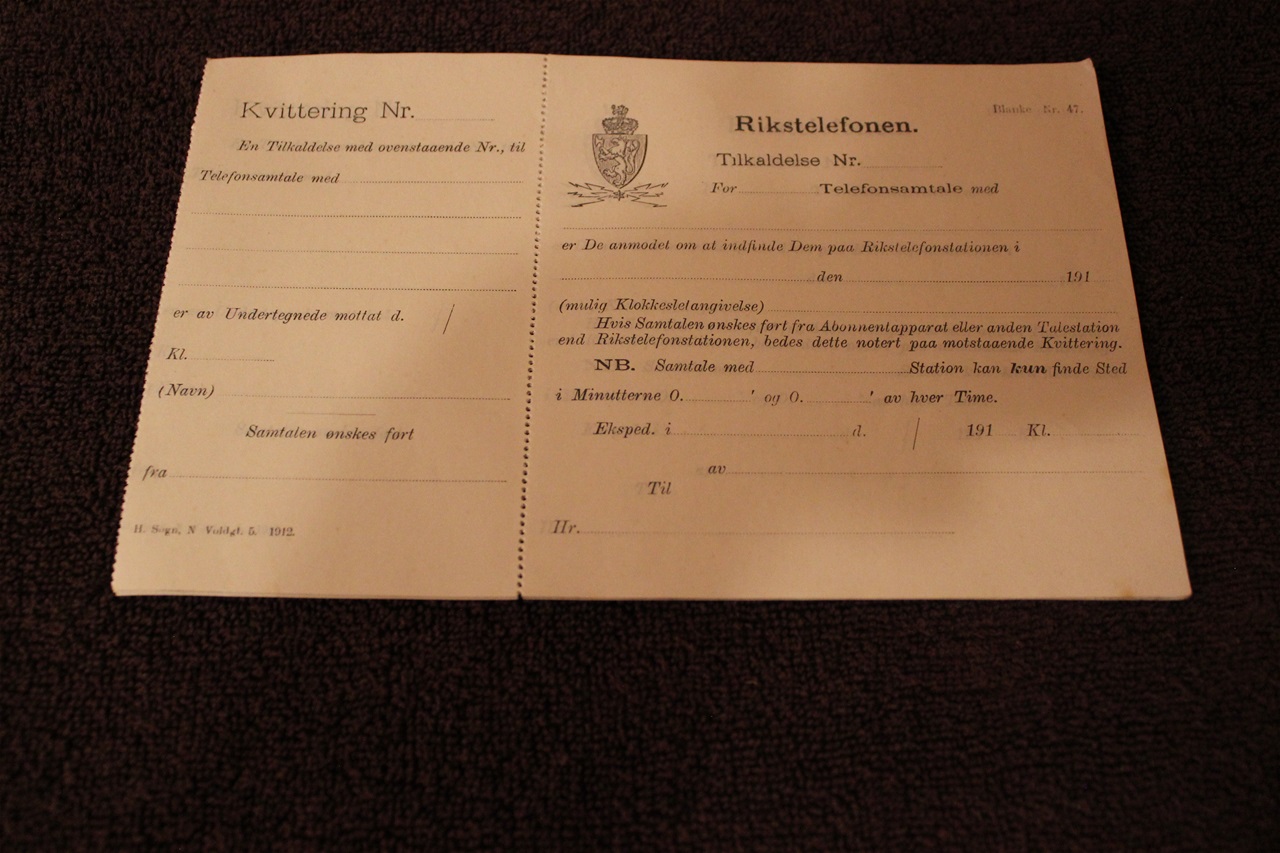 Kvittering Nr.
En Tilkaldelse med ovenstaaende Nr., til
Telefonsamtale med
er av Undertegnede mottat d. /
Kl.
(Navn)
Samtalen ønskes ført
fra
H. Sogn, N Voldgt. 5. 1912.
Blanke Nr. 47.
Rikstelefonen.
Tilkaldelse Nr.
For Telefonsamtale med
er De anmodet om at indfinde Dem paa Rikstelefonstationen i
den 191
(mulig Klokkesletangivelse)
Hvis Samtalen ønskes ført fra Abonnentapparat eller anden Talestation
end Rikstelefonstationen, bedes dette notert paa motstaaende Kvittering.
NB. Samtale med Station kan kun finde Sted
i Minutterne 0. ' og 0. ' av hver Time.
Eksped. i d. / 191 Kl.
av
Til
Hr.